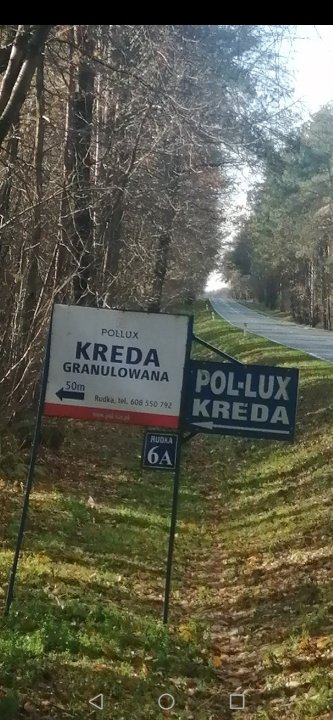 POLLUX
KREDA
GRANULOWANA
50m
Rudka, tel. 608 550 792
www.pol-lux.pl
POL-LUX
KREDA
RUDKA
6A